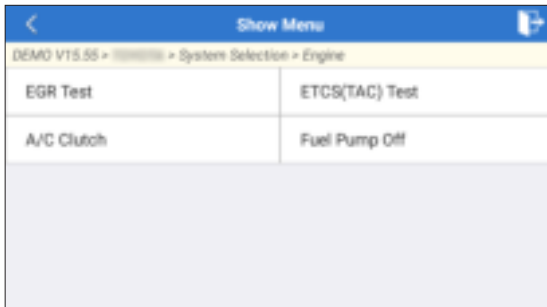 Show Menu
DEMO V15.55 > > System Selection > Engine
EGR Test ETCS(TAC) Test
A/C Clutch Fuel Pump Off